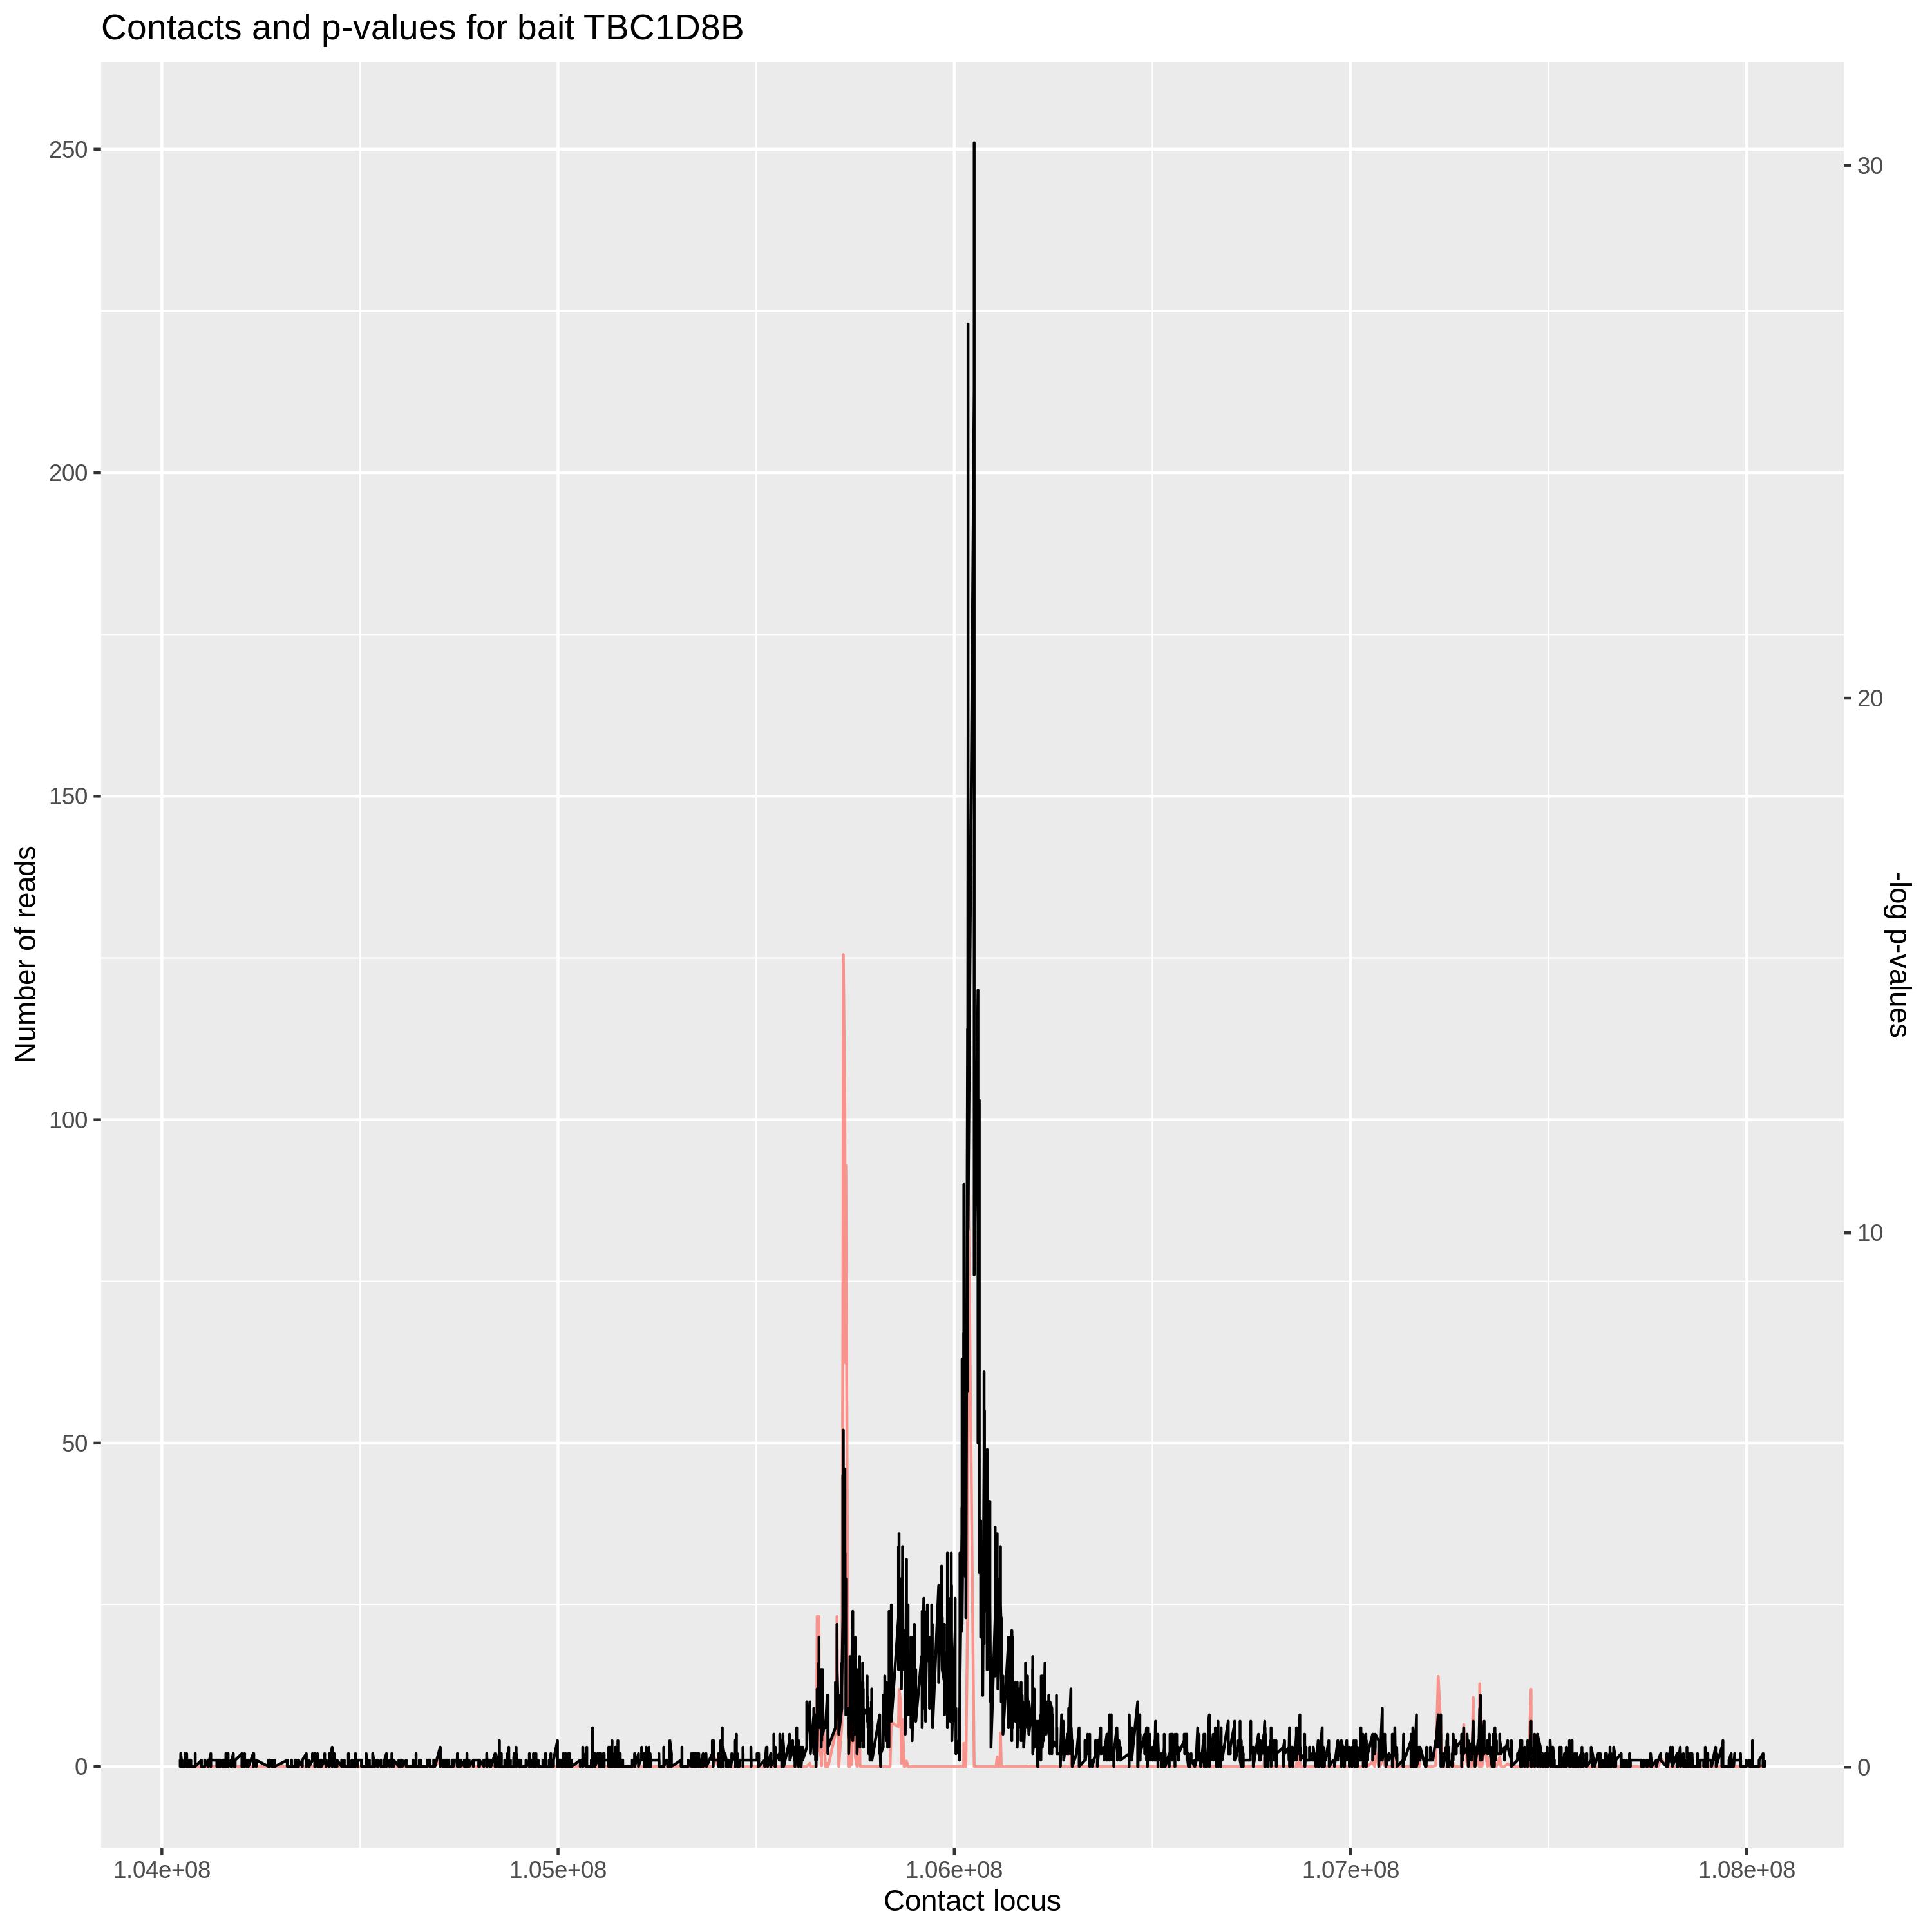 Contacts and p-values for bait TBC1D8B
250
200
150
100
50
0
Number of reads
30
20
10
0
-log p-values
1.04e+08
1.05e+08
1.06e+08
1.07e+08
1.08e+08
Contact locus